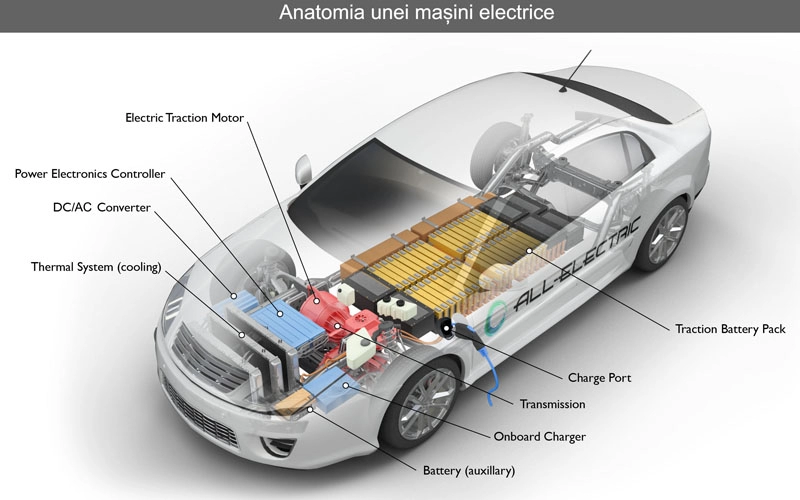 Anatomia unei mașini electrice
Electric Traction Motor
Power Electronics Controller
DC/AC Converter
Thermal System (cooling)
ALL-ELECTRIC
Traction Battery Pack
Charge Port
Transmission
Onboard Charger
Battery (auxillary)